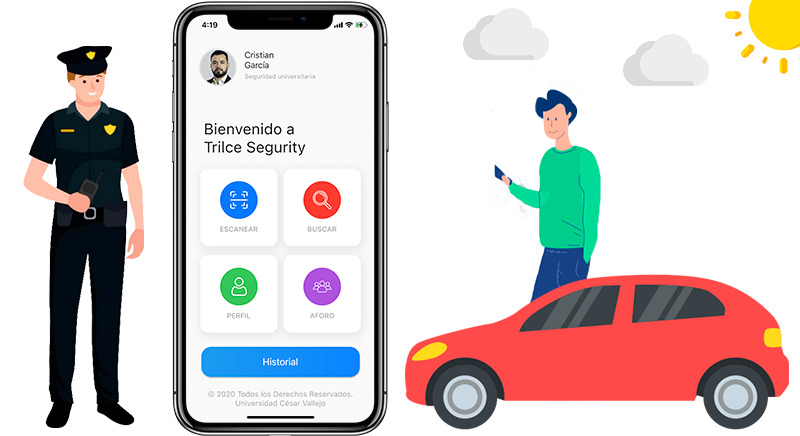 4:19
Cristian
García
Seguridad universitaria
Bienvenido a
Trilce Segurity
ESCANEAR
BUSCAR
PERFIL
AFORO
Historial
© 2020 Todos los Derechos Reservados.
Universidad César Vallejo